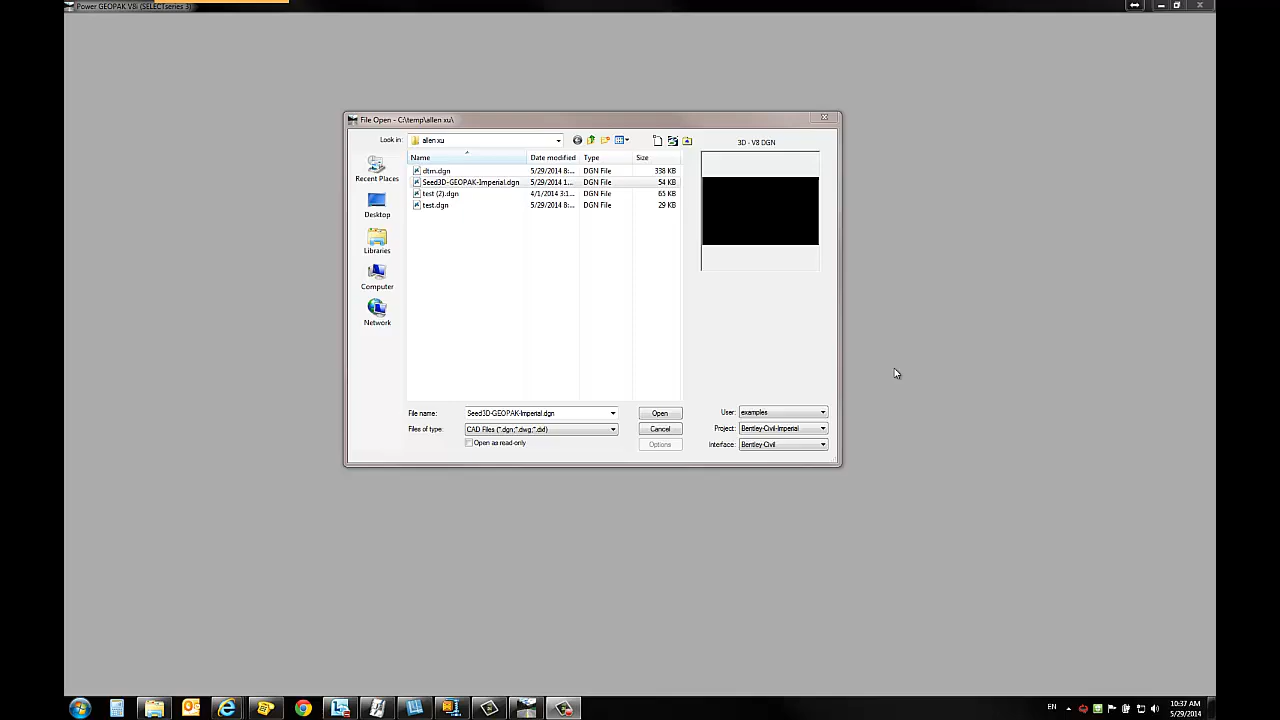 Power GEOPAK V8i (SELECTseries 3)
File Open - C:\temp\allen xu\
Look in: allen xu
3D - V8 DGN
Name Date modified Type Size
dtm.dgn 5/29/2014 8:... DGN File 338 KB
Seed3D-GEOPAK-Imperial.dgn 5/29/2014 1... DGN File 54 KB
test (2).dgn 4/1/2014 3:1... DGN File 65 KB
test.dgn 5/29/2014 8:... DGN File 29 KB
Recent Places
Desktop
Libraries
Computer
Network
File name: Seed3D-GEOPAK-Imperial.dgn Open User: examples
Files of type: CAD Files (*.dgn;*.dwg;*.dxf) Cancel Project: Bentley-Civil-Imperial
Open as read-only Options Interface: Bentley-Civil
EN 10:37 AM
5/29/2014